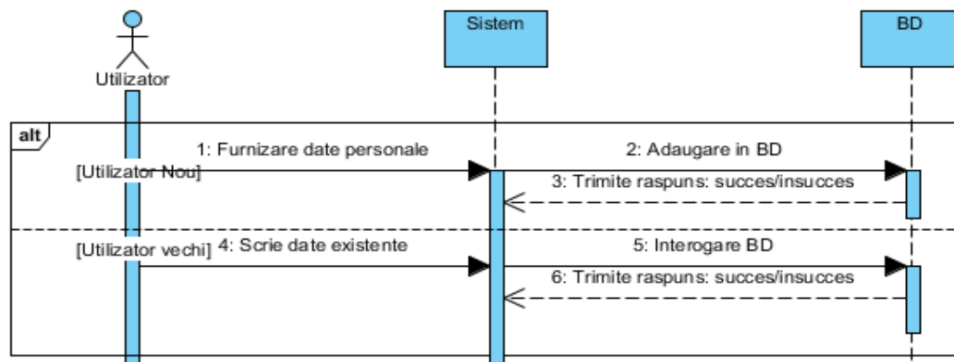 Sistem
BD
Utilizator
alt
1: Furnizare date personale
2: Adaugare in BD
[Utilizator Nou]
3: Trimite raspuns: succes/insucces
[Utilizator vechi]
4: Scrie date existente
5: Interogare BD
6: Trimite raspuns: succes/insucces